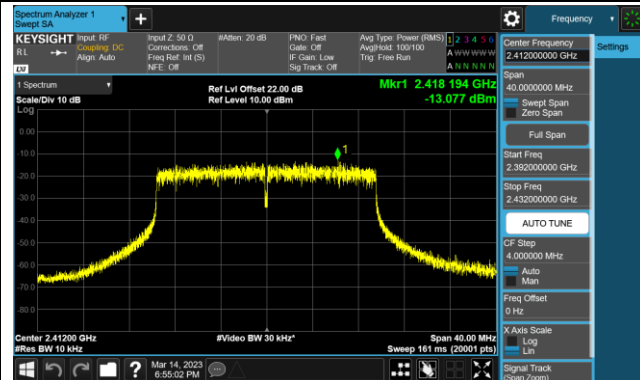 Spectrum Analyzer 1
Swept SA
Frequency
KEYSIGHT
RL
LXI
Input: RF
Coupling: DC
Align: Auto
Input Z: 50 Ω
Corrections: Off
Freq Ref: Int (S)
NFE: Off
#Atten: 20 dB
PNO: Fast
Gate: Off
IF Gain: Low
Sig Track: Off
Avg Type: Power (RMS)
Avg|Hold: 100/100
Trig: Free Run
1 2 3 4 5 6
A W W W W W
A N N N N N
1 Spectrum
Scale/Div 10 dB
Log
Ref Lvl Offset 22.00 dB
Ref Level 10.00 dBm
Mkr1 2.418 194 GHz
-13.077 dBm
0.00
-10.0
-20.0
-30.0
-40.0
-50.0
-60.0
-70.0
-80.0
1
Center 2.41200 GHz
#Res BW 10 kHz
#Video BW 30 kHz*
Span 40.00 MHz
Sweep 161 ms (20001 pts)
Mar 14, 2023
6:55:02 PM
Center Frequency
2.412000000 GHz
Settings
Span
40.0000000 MHz
Swept Span
Zero Span
Full Span
Start Freq
2.392000000 GHz
Stop Freq
2.432000000 GHz
AUTO TUNE
CF Step
4.000000 MHz
Auto
Man
Freq Offset
0 Hz
X Axis Scale
Log
Lin
Signal Track
(Span Zoom)